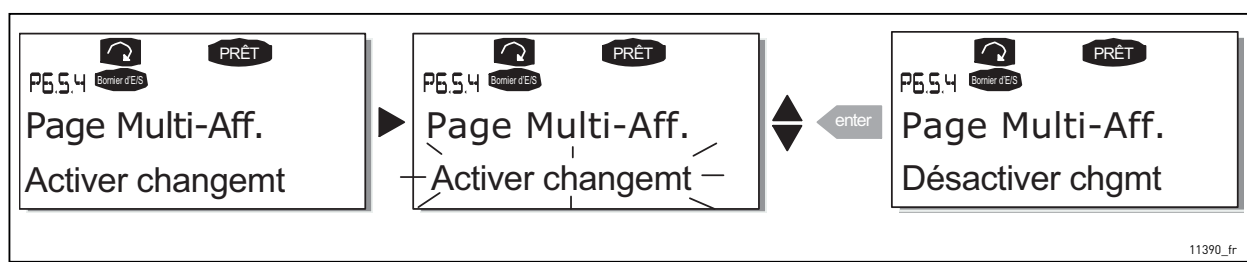 PRÊT
P6.5.4 Bornier d'E/S
Page Multi-Aff.
Activer changemt
PRÊT
P6.5.4 Bornier d'E/S
Page Multi-Aff.
Activer changemt
enter
PRÊT
P6.5.4 Bornier d'E/S
Page Multi-Aff.
Désactiver chgmt
11390_fr